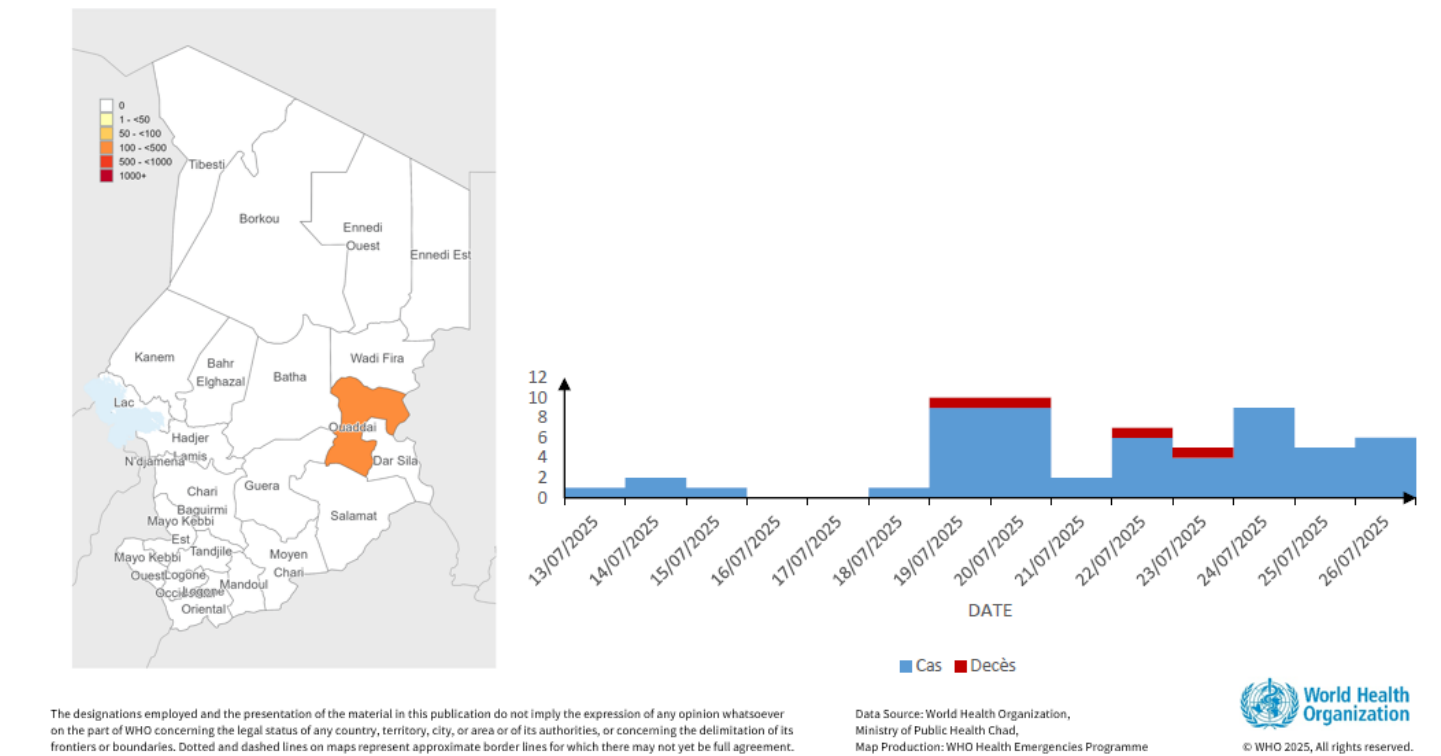 0
1 - <50
50 - <100
100 - <500
500 - <1000
1000+
Tibesti
Borkou
Ennedi
Ouest
Ennedi Est
Kanem
Bahr
Elghazal
Batha
Wadi Fira
Lac
Ouaddai
Hadjer
Lamis
N'djamena
Dar Sila
Chari
Baguirmi
Guera
Salamat
Mayo Kebbi
Est
Mayo Kebbi
Ouest
Tandjile
Moyen
Chari
Logone
Mandoul
Logone
Oriental
12
10
8
6
4
2
0
13/07/2025
14/07/2025
15/07/2025
16/07/2025
17/07/2025
18/07/2025
19/07/2025
20/07/2025
21/07/2025
22/07/2025
23/07/2025
24/07/2025
25/07/2025
26/07/2025
DATE
Cas Decès
The designations employed and the presentation of the material in this publication do not imply the expression of any opinion whatsoever
on the part of WHO concerning the legal status of any country, territory, city, or area or of its authorities, or concerning the delimitation of its
frontiers or boundaries. Dotted and dashed lines on maps represent approximate border lines for which there may not yet be full agreement.
Data Source: World Health Organization,
Ministry of Public Health Chad,
Map Production: WHO Health Emergencies Programme
World Health
Organization
© WHO 2025, All rights reserved.